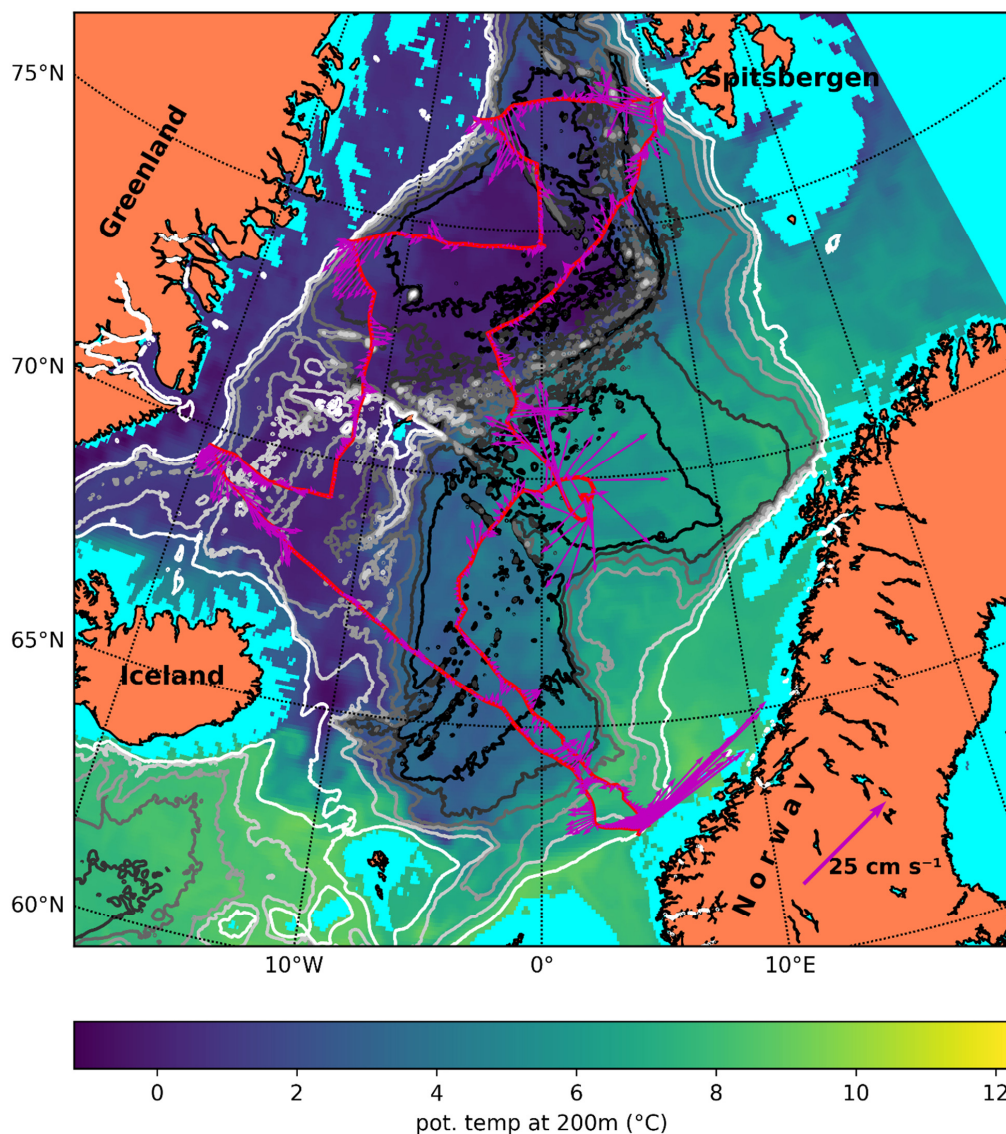 75°N
Spitsbergen
Greenland
70°N
65°N
Iceland
Norway
25 cm s⁻¹
60°N
10°W
0°
10°E
0
2
4
6
8
10
12
pot. temp at 200m (°C)